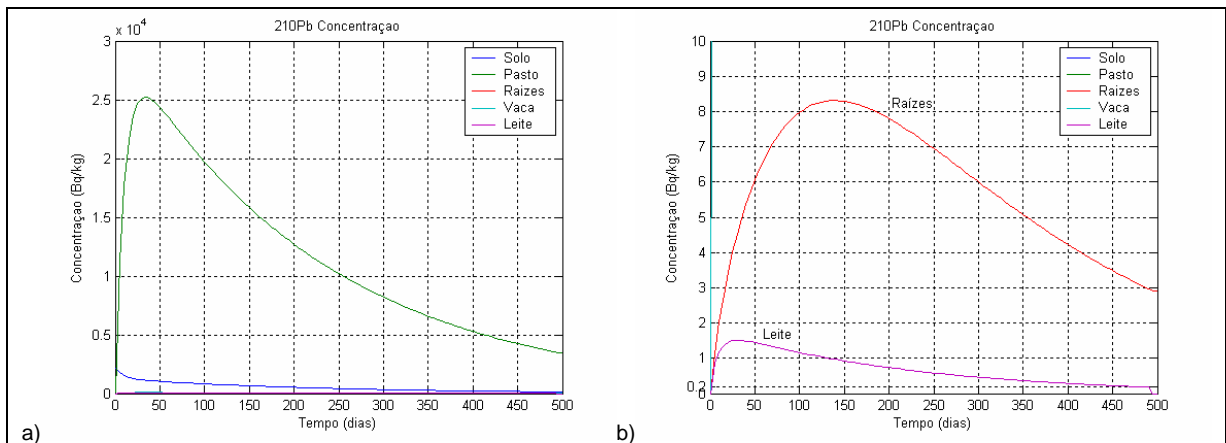 210Pb Concentraçao
x 10^4
3
2.5
2
1.5
1
0.5
0
Concentraçao (Bq/kg)
0 50 100 150 200 250 300 350 400 450 500
Tempo (dias)
Solo
Pasto
Raizes
Vaca
Leite
a)
210Pb Concentraçao
10
9
8
7
6
5
4
3
2
1
0.2
0
Concentraçao (Bq/kg)
0 50 100 150 200 250 300 350 400 450 500
Tempo (dias)
Solo
Pasto
Raizes
Vaca
Leite
Raízes
Leite
b)